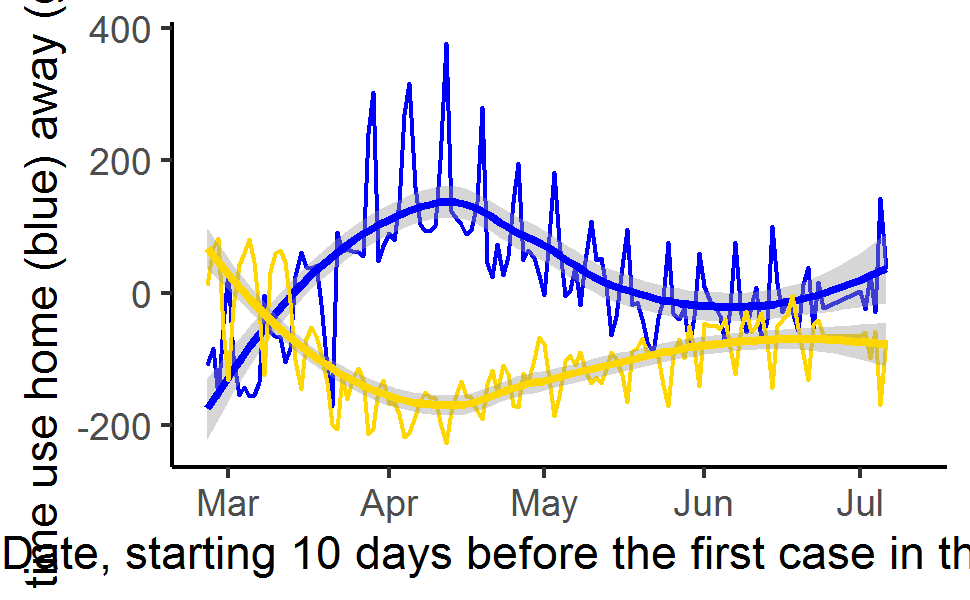 time use home (blue) away (
400
200
0
-200
Mar Apr May Jun Jul
Date, starting 10 days before the first case in th